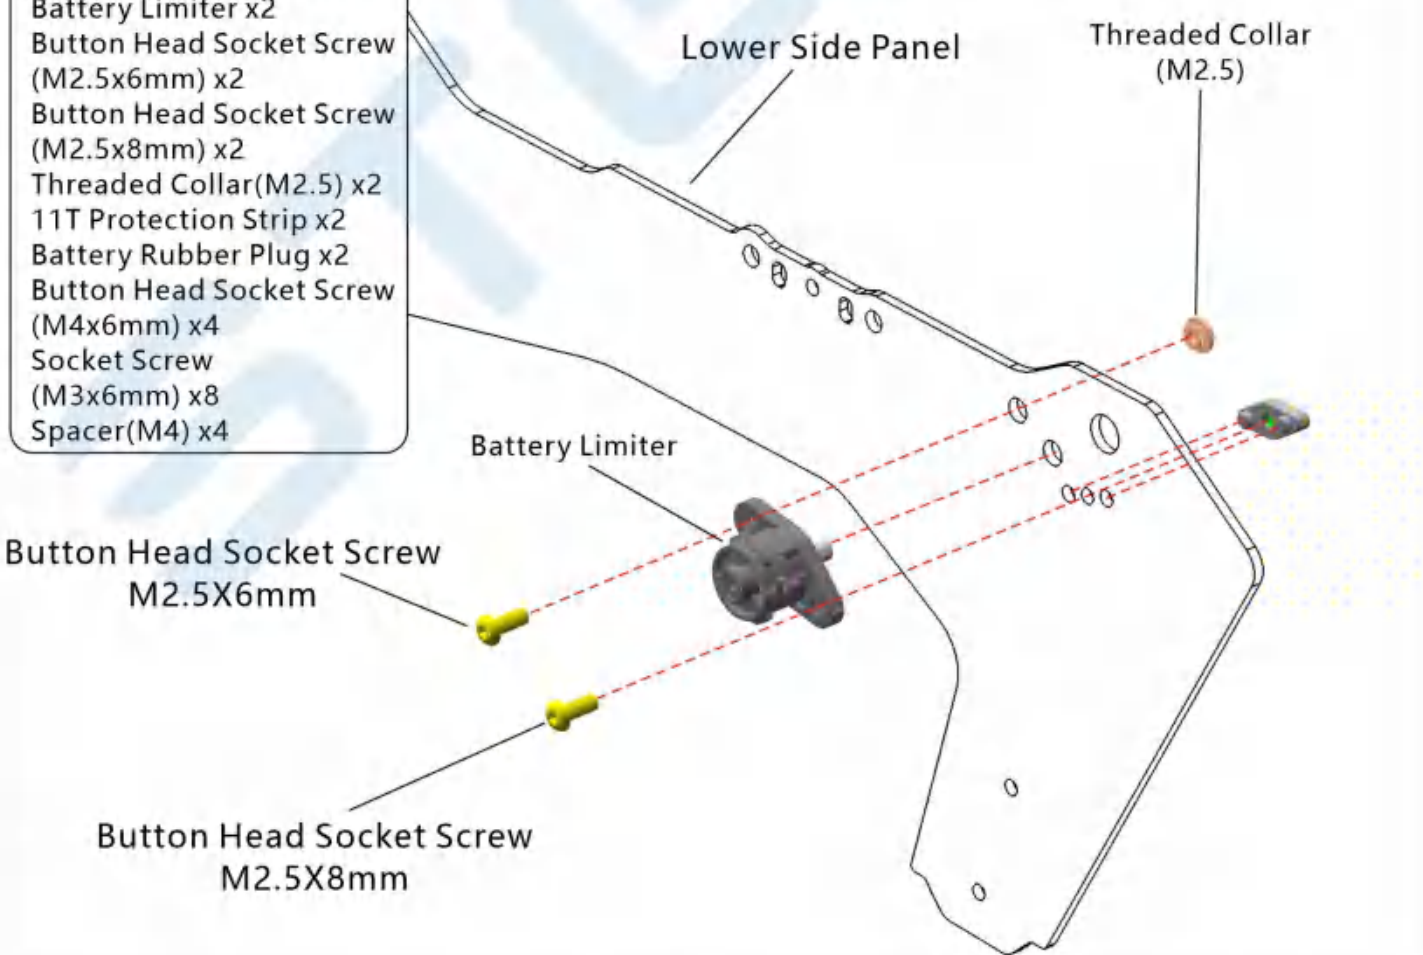 Battery Limiter x2
Button Head Socket Screw
(M2.5x6mm) x2
Button Head Socket Screw
(M2.5x8mm) x2
Threaded Collar(M2.5) x2
11T Protection Strip x2
Battery Rubber Plug x2
Button Head Socket Screw
(M4x6mm) x4
Socket Screw
(M3x6mm) x8
Spacer(M4) x4
Lower Side Panel
Threaded Collar
(M2.5)
Battery Limiter
Button Head Socket Screw
M2.5X6mm
Button Head Socket Screw
M2.5X8mm